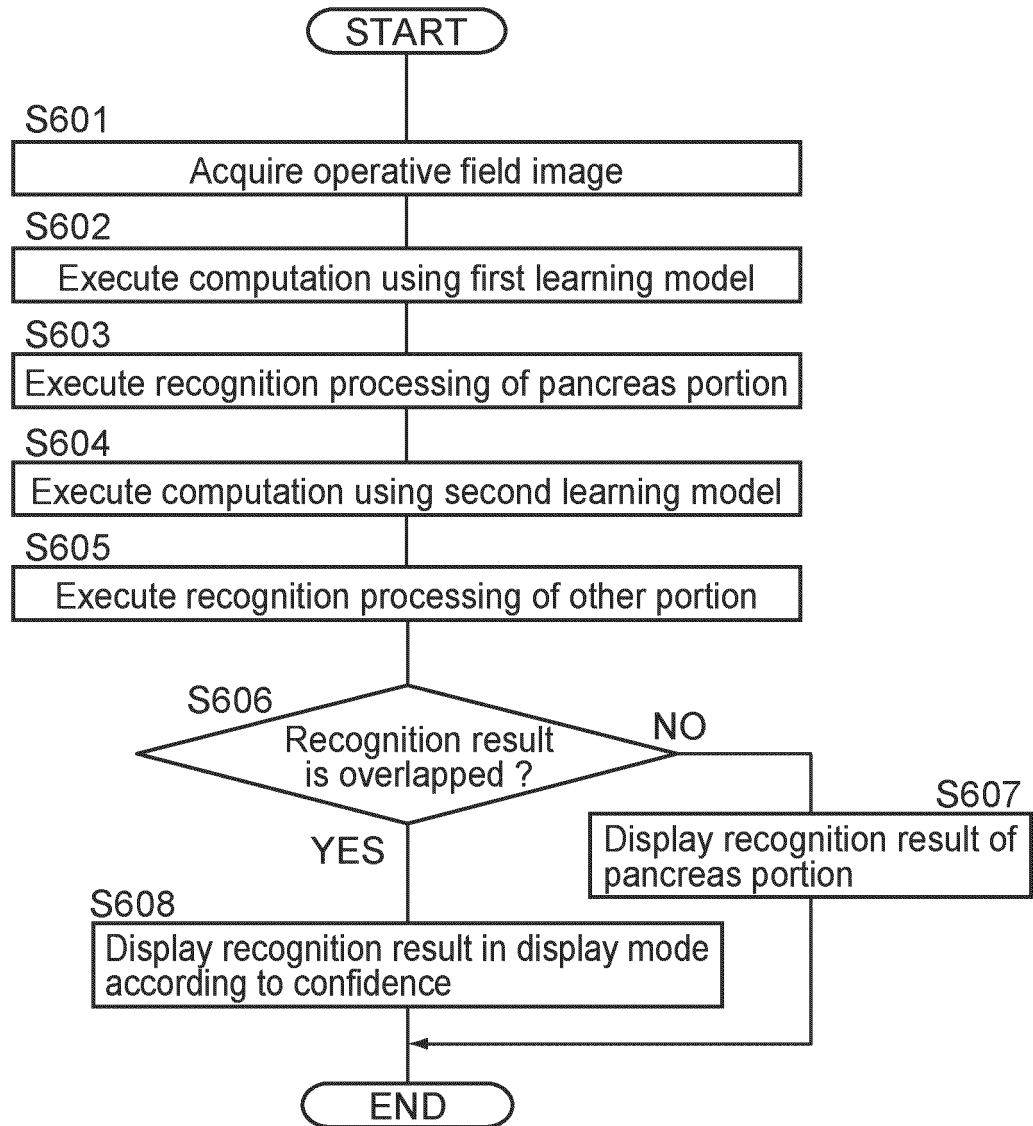 START
S601
Acquire operative field image
S602
Execute computation using first learning model
S603
Execute recognition processing of pancreas portion
S604
Execute computation using second learning model
S605
Execute recognition processing of other portion
S606
Recognition result
is overlapped ?
NO
YES
S607
Display recognition result of
pancreas portion
S608
Display recognition result in display mode
according to confidence
END